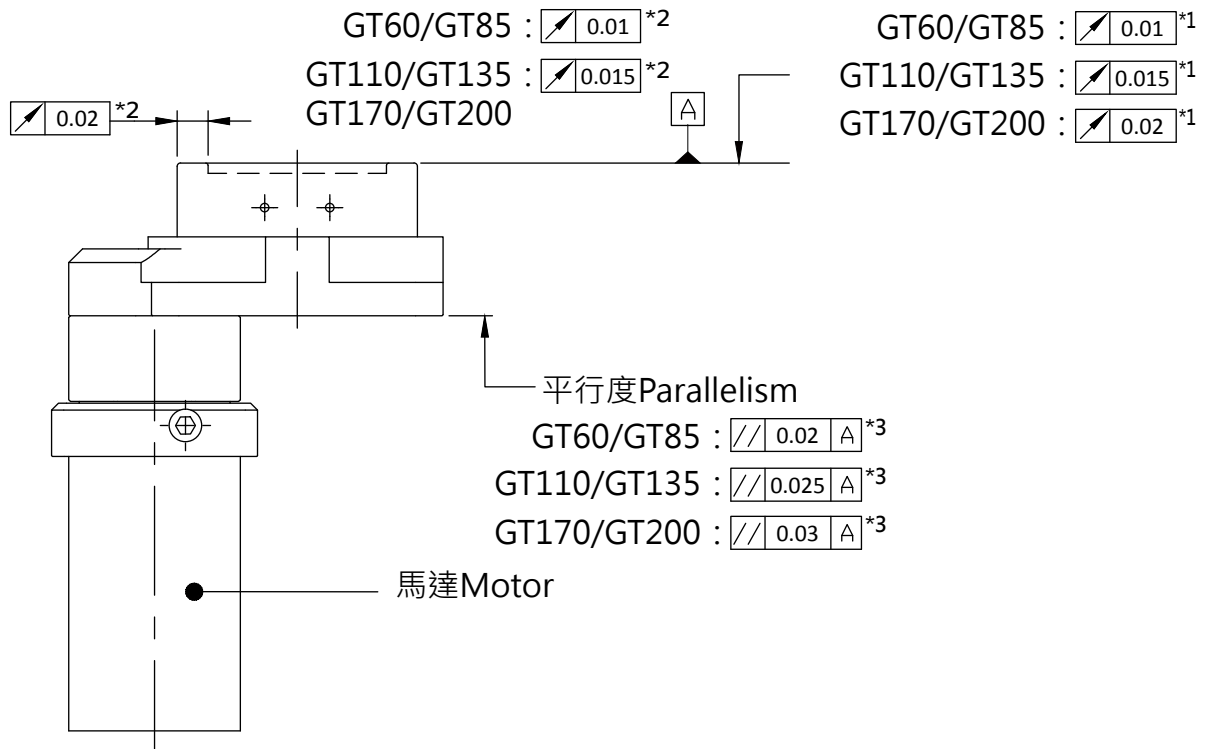 GT60/GT85 : 0.01 *2
GT110/GT135 : 0.015 *2
GT170/GT200
0.02 *2
A
GT60/GT85 : 0.01 *1
GT110/GT135 : 0.015 *1
GT170/GT200 : 0.02 *1
平行度Parallelism
GT60/GT85 : // 0.02 A *3
GT110/GT135 : // 0.025 A *3
GT170/GT200 : // 0.03 A *3
馬達Motor